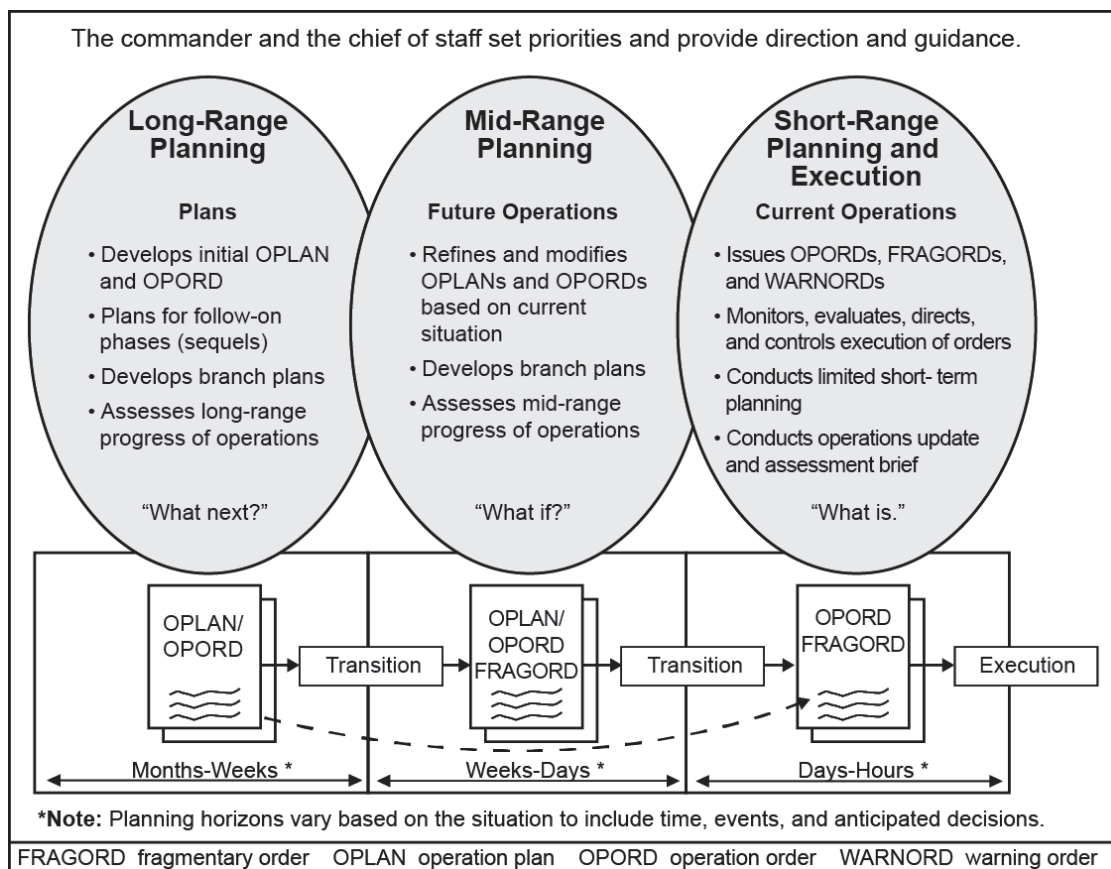 The commander and the chief of staff set priorities and provide direction and guidance.
Long-Range
Planning
Plans
• Develops initial OPLAN
and OPORD
• Plans for follow-on
phases (sequels)
• Develops branch plans
• Assesses long-range
progress of operations
“What next?”
Mid-Range
Planning
Future Operations
• Refines and modifies
OPLANs and OPORDs
based on current
situation
• Develops branch plans
• Assesses mid-range
progress of operations
“What if?”
Short-Range
Planning and
Execution
Current Operations
• Issues OPORDs, FRAGORDs,
and WARNORDs
• Monitors, evaluates, directs,
and controls execution of orders
• Conducts limited short- term
planning
• Conducts operations update
and assessment brief
“What is.”
OPLAN/
OPORD
Transition
OPLAN/
OPORD
FRAGORD
Transition
OPORD
FRAGORD
Execution
Months-Weeks *
Weeks-Days *
Days-Hours *
*Note: Planning horizons vary based on the situation to include time, events, and anticipated decisions.
FRAGORD fragmentary order OPLAN operation plan OPORD operation order WARNORD warning order